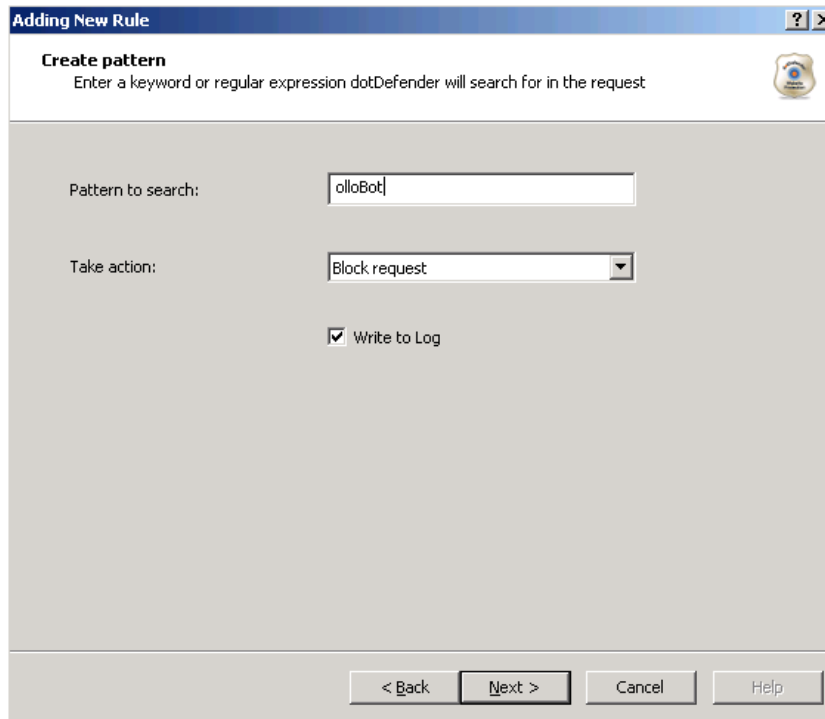 Adding New Rule
Create pattern
Enter a keyword or regular expression dotDefender will search for in the request
Pattern to search: olloBot
Take action: Block request
Write to Log
< Back Next > Cancel Help